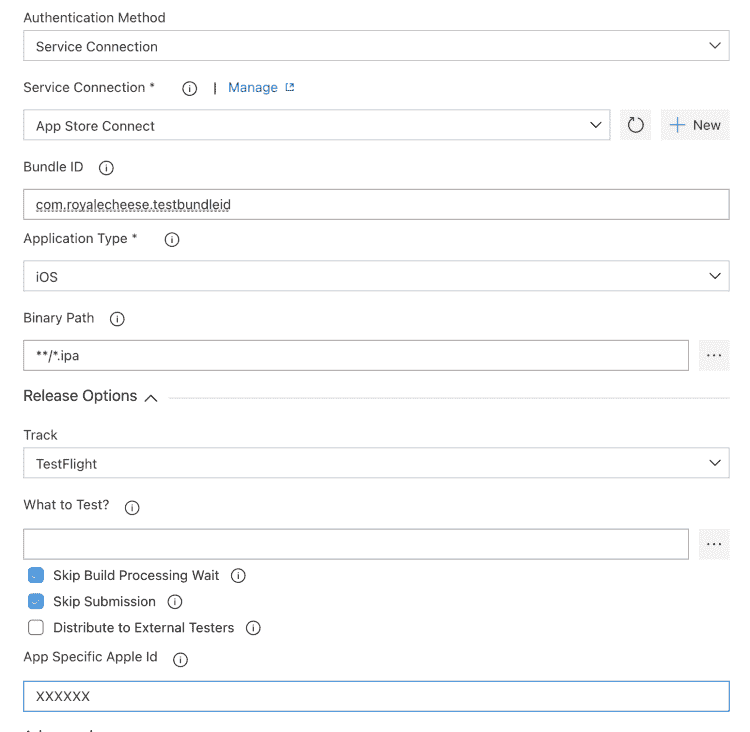 Authentication Method
Service Connection
Service Connection * | Manage
App Store Connect New
Bundle ID
com.royalecheese.testbundleid
Application Type *
iOS
Binary Path
**/*.ipa ...
Release Options
Track
TestFlight
What to Test?
...
Skip Build Processing Wait
Skip Submission
Distribute to External Testers
App Specific Apple Id
XXXXXX